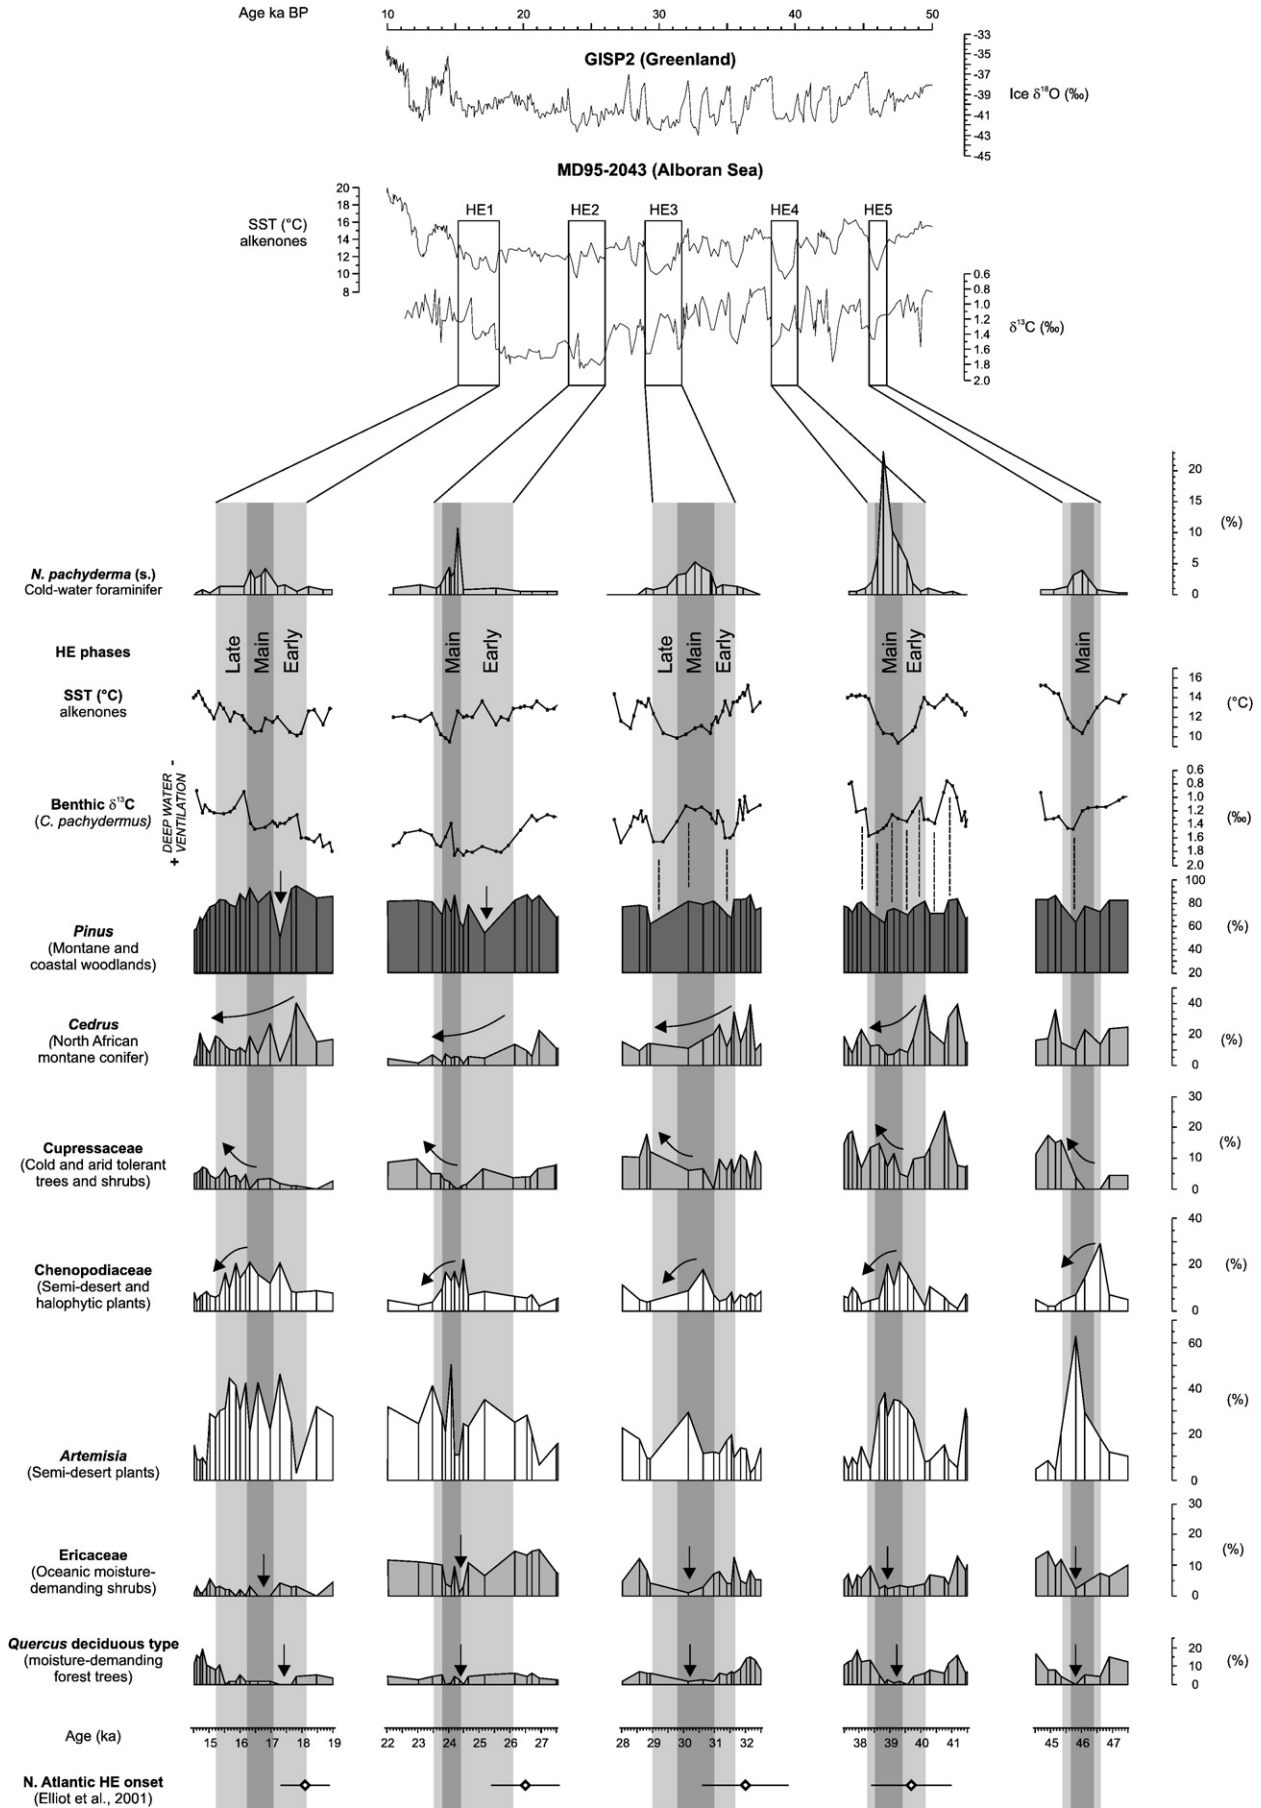 Age ka BP
10 20 30 40 50
GISP2 (Greenland)
-33
-35
-37
-39
-41
-43
-45
Ice δ18O (‰)
MD95-2043 (Alboran Sea)
20
18
16
14
12
10
8
SST (°C)
alkenones
HE1 HE2 HE3 HE4 HE5
0.6
0.8
1.0
1.2
1.4
1.6
1.8
2.0
δ13C (‰)
20
15
10
5
0
(%)
N. pachyderma (s.)
Cold-water foraminifer
HE phases
Late Main Early
Main Early
Late Main Early
Main Early
Main
SST (°C)
alkenones
16
14
12
10
(°C)
Benthic δ13C
(C. pachydermus)
+ DEEP WATER -
VENTILATION
0.6
1.0
1.4
1.8
2.0
(‰)
Pinus
(Montane and
coastal woodlands)
100
80
60
40
20
(%)
Cedrus
(North African
montane conifer)
40
20
0
(%)
Cupressaceae
(Cold and arid tolerant
trees and shrubs)
30
20
10
0
(%)
Chenopodiaceae
(Semi-desert and
halophytic plants)
40
20
0
(%)
Artemisia
(Semi-desert plants)
60
40
20
0
(%)
Ericaceae
(Oceanic moisture-
demanding shrubs)
30
20
10
0
(%)
Quercus deciduous type
(moisture-demanding
forest trees)
20
10
0
(%)
Age (ka)
15 16 17 18 19
22 23 24 25 26 27
28 29 30 31 32
38 39 40 41
45 46 47
N. Atlantic HE onset
(Elliot et al., 2001)